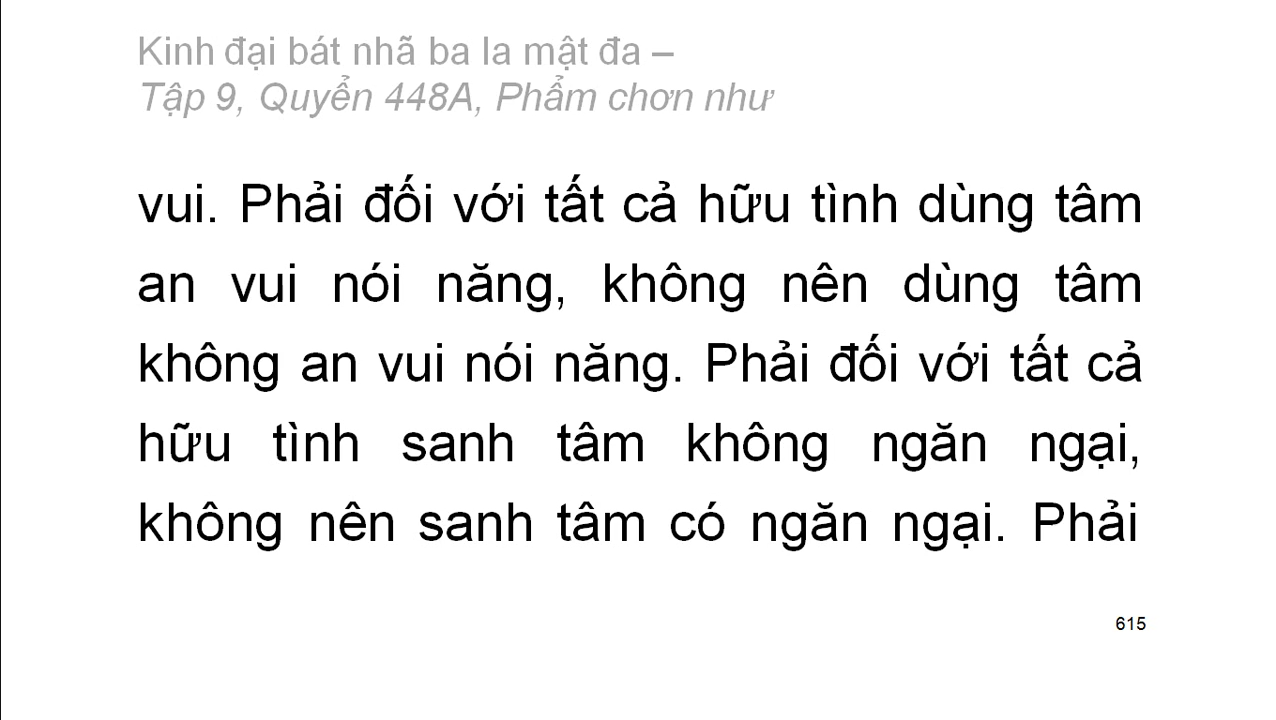 Kinh đại bát nhã ba la mật đa –
Tập 9, Quyển 448A, Phẩm chơn như
vui. Phải đối với tất cả hữu tình dùng tâm
an vui nói năng, không nên dùng tâm
không an vui nói năng. Phải đối với tất cả
hữu tình sanh tâm không ngăn ngại,
không nên sanh tâm có ngăn ngại. Phải
615